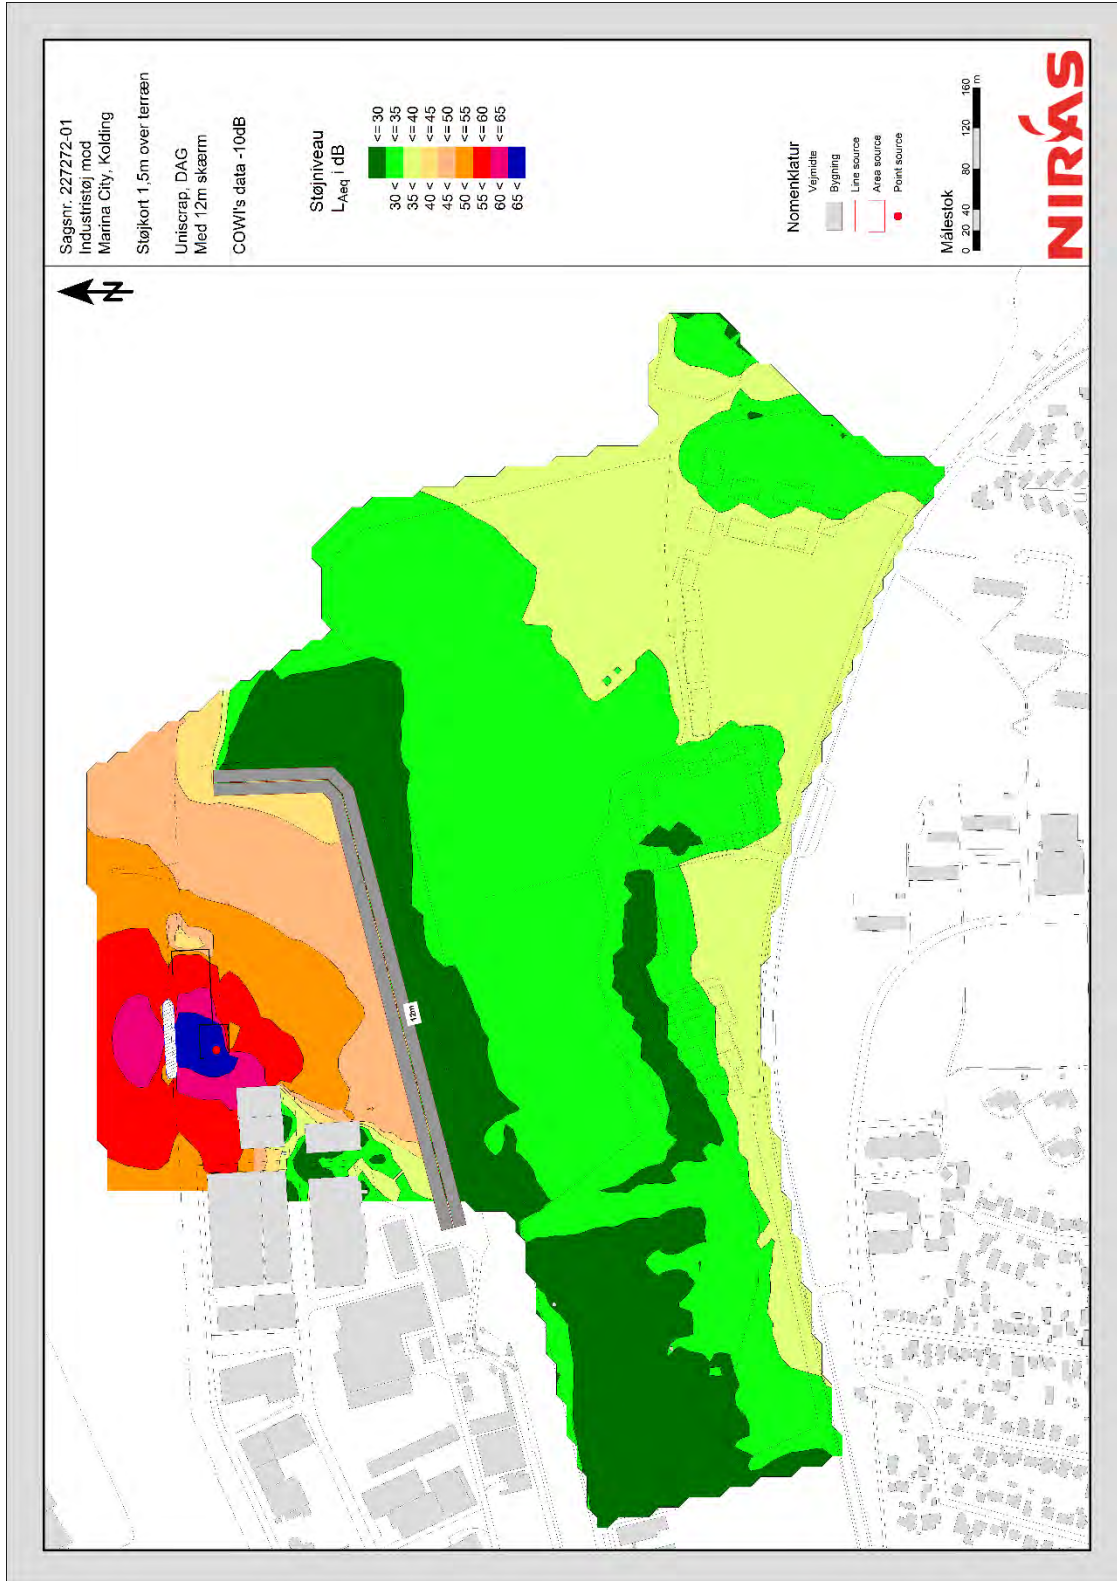 Sagsnr. 227272-01
Industristøj mod
Marina City, Kolding
Støjkort 1,5m over terræn
Uniscrap, DAG
Med 12m skærm
COWI's data -10dB
Støjniveau
LAeq i dB
<= 30
30 < <= 35
35 < <= 40
40 < <= 45
45 < <= 50
50 < <= 55
55 < <= 60
60 < <= 65
65 <
Nomenklatur
Vejmidte
Bygning
Line source
Area source
Point source
Målestok
0 20 40 80 120 160
m
NIRAS
N
12m